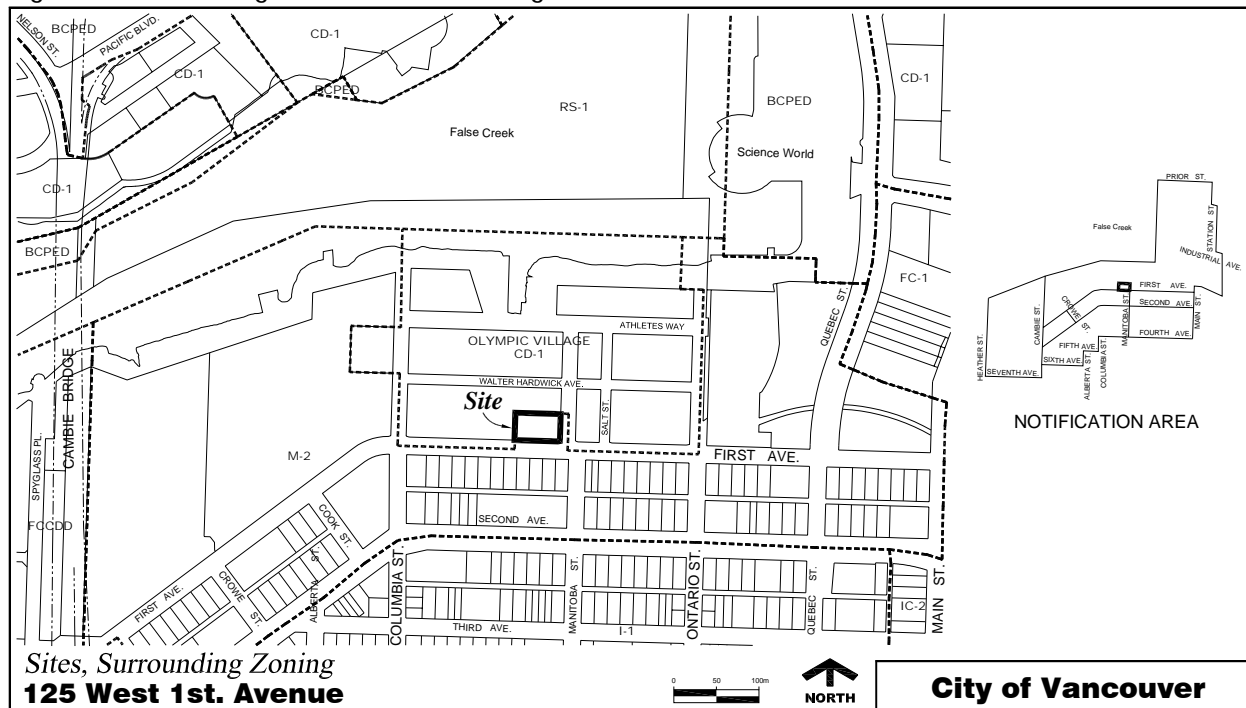 NELSON ST.
BCPED
PACIFIC BLVD.
CD-1
CD-1
BCPED
RS-1
BCPED
CD-1
False Creek
Science World
CD-1
BCPED
FC-1
QUEBEC ST.
ATHLETES WAY
OLYMPIC VILLAGE
CD-1
WALTER HARDWICK AVE.
Site
SALT ST.
CAMBIE BRIDGE
SPYGLASS PL.
M-2
FIRST AVE.
FCCDD
SECOND AVE.
COOK ST.
CROWE ST.
ALBERTA ST.
FIRST AVE.
COLUMBIA ST.
MANITOBA ST.
ONTARIO ST.
QUEBEC ST.
IC-2
MAIN ST.
THIRD AVE.
I-1
PRIOR ST.
False Creek
STATION ST.
INDUSTRIAL AVE.
FIRST AVE.
SECOND AVE.
CAMBIE ST.
CROWE ST.
MANITOBA ST.
MAIN ST.
FOURTH AVE.
HEATHER ST.
FIFTH AVE.
SIXTH AVE.
SEVENTH AVE.
ALBERTA ST.
COLUMBIA ST.
NOTIFICATION AREA
Sites, Surrounding Zoning
125 West 1st. Avenue
0 50 100m
NORTH
City of Vancouver